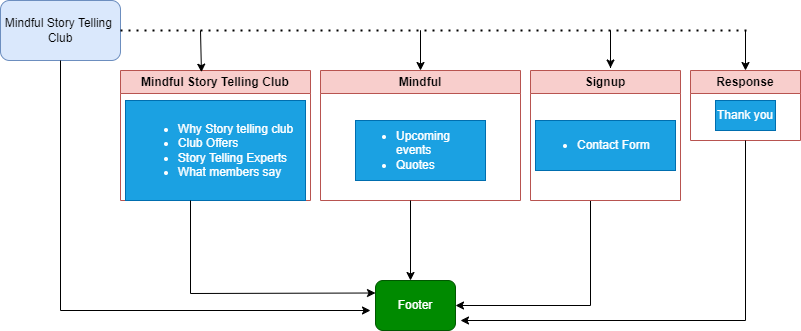 Mindful Story Telling
Club
Mindful Story Telling Club
Mindful
Signup
Response
Why Story telling club
Club Offers
Story Telling Experts
What members say
Upcoming
events
Quotes
Contact Form
Thank you
Footer